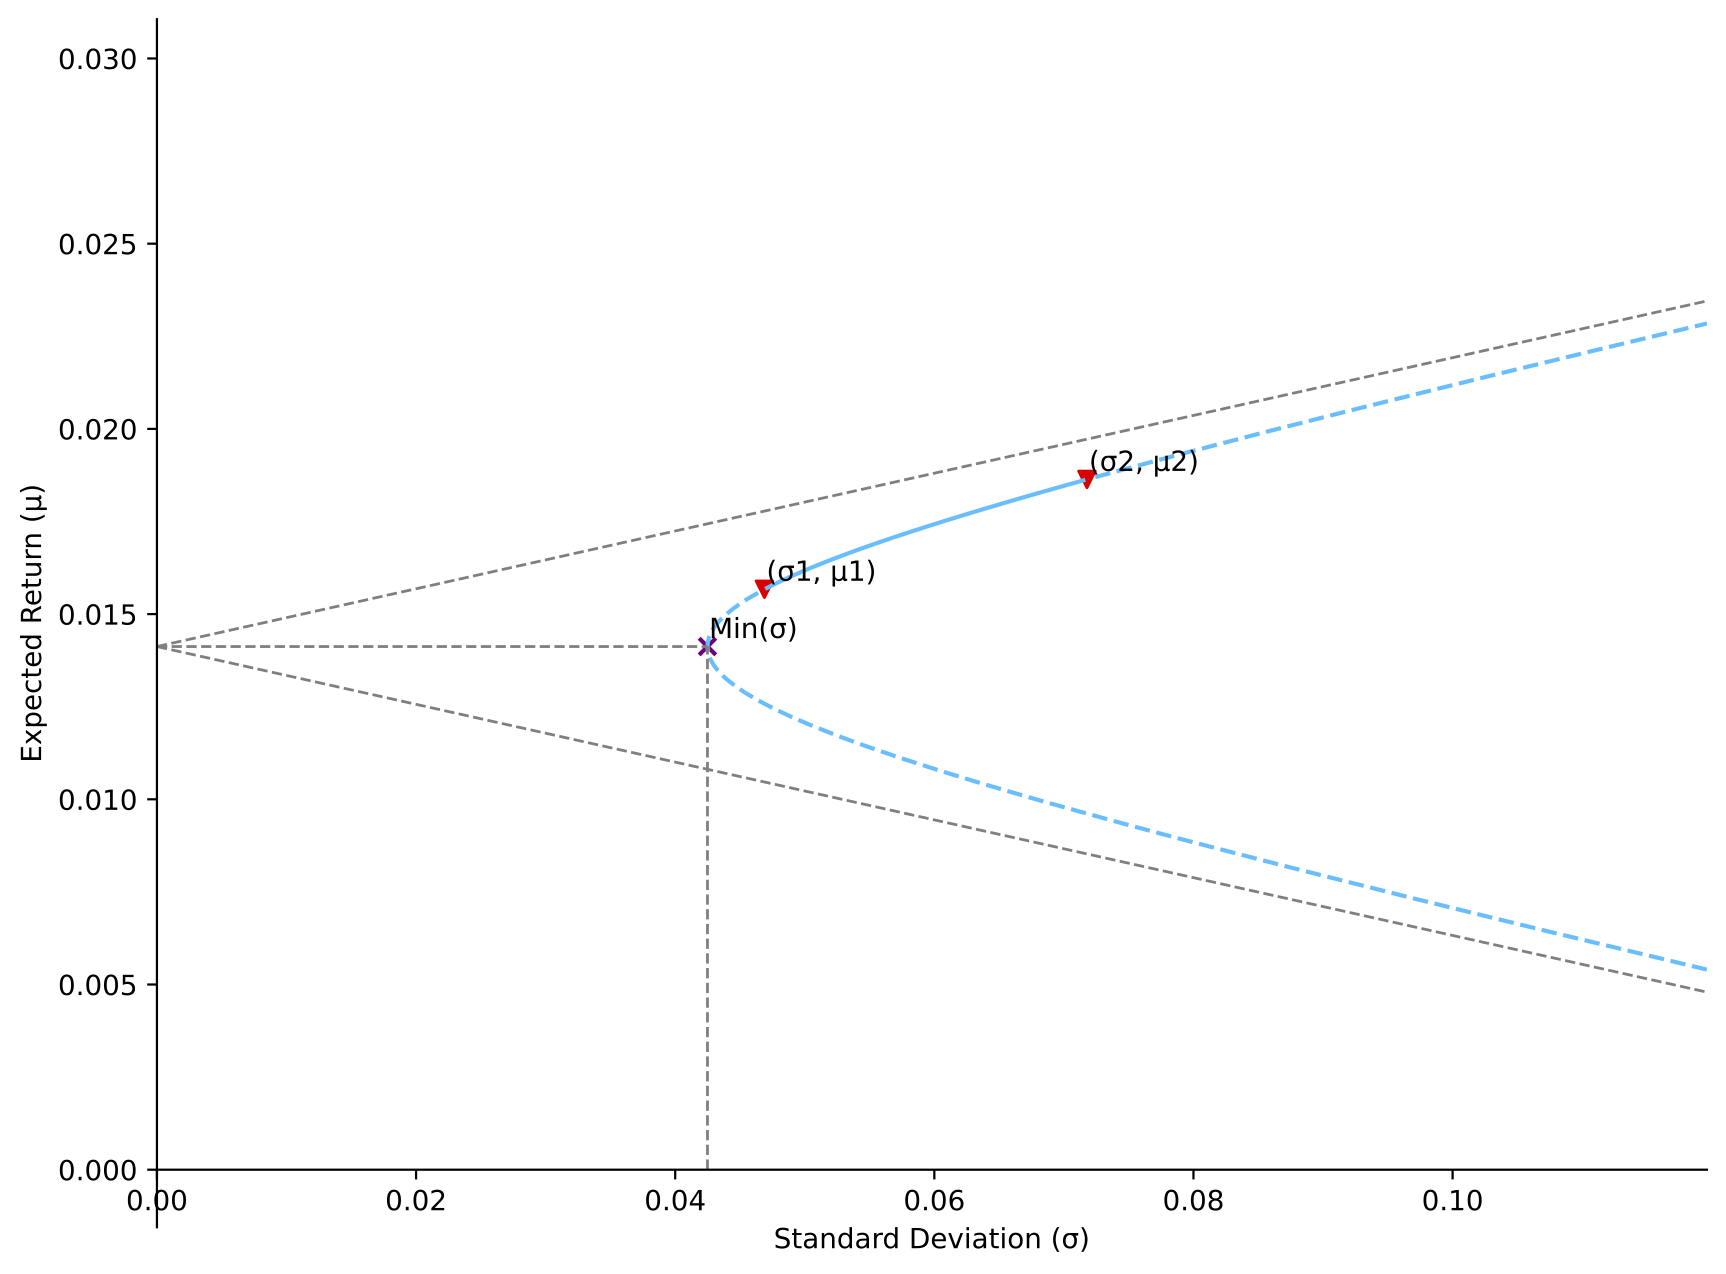 0.030
0.025
0.020
0.015
0.010
0.005
0.000
Expected Return (μ)
(σ2, μ2)
(σ1, μ1)
Min(σ)
0.00 0.02 0.04 0.06 0.08 0.10
Standard Deviation (σ)